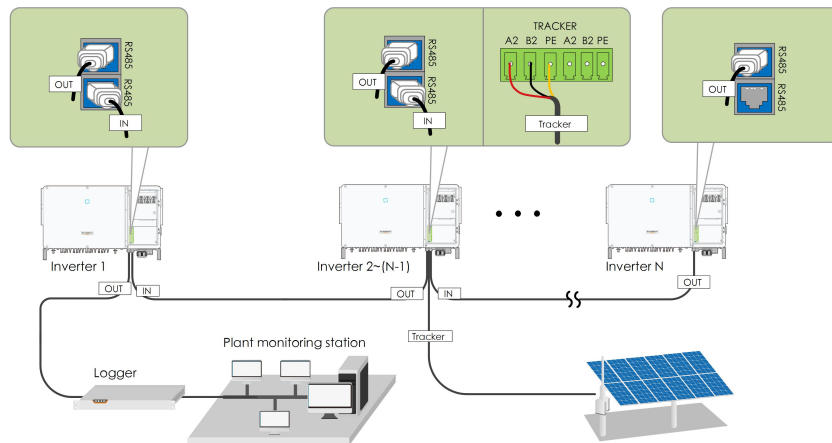 RS485
OUT
RS485
IN
RS485
OUT
RS485
IN
TRACKER
A2 B2 PE A2 B2 PE
Tracker
RS485
OUT
RS485
Inverter 1
Inverter 2~(N-1)
Inverter N
OUT
IN
OUT
IN
OUT
Tracker
Plant monitoring station
Logger